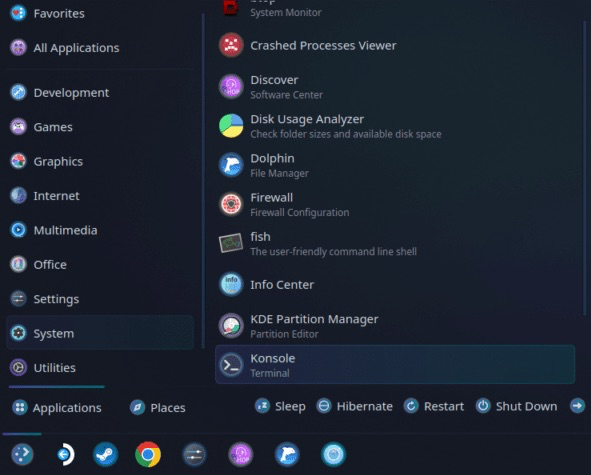 Favorites
All Applications
Development
Games
Graphics
Internet
Multimedia
Office
Settings
System
Utilities
System Monitor
Crashed Processes Viewer
Discover
Software Center
Disk Usage Analyzer
Check folder sizes and available disk space
Dolphin
File Manager
Firewall
Firewall Configuration
fish
The user-friendly command line shell
Info Center
KDE Partition Manager
Partition Editor
Konsole
Terminal
Applications
Places
Sleep
Hibernate
Restart
Shut Down